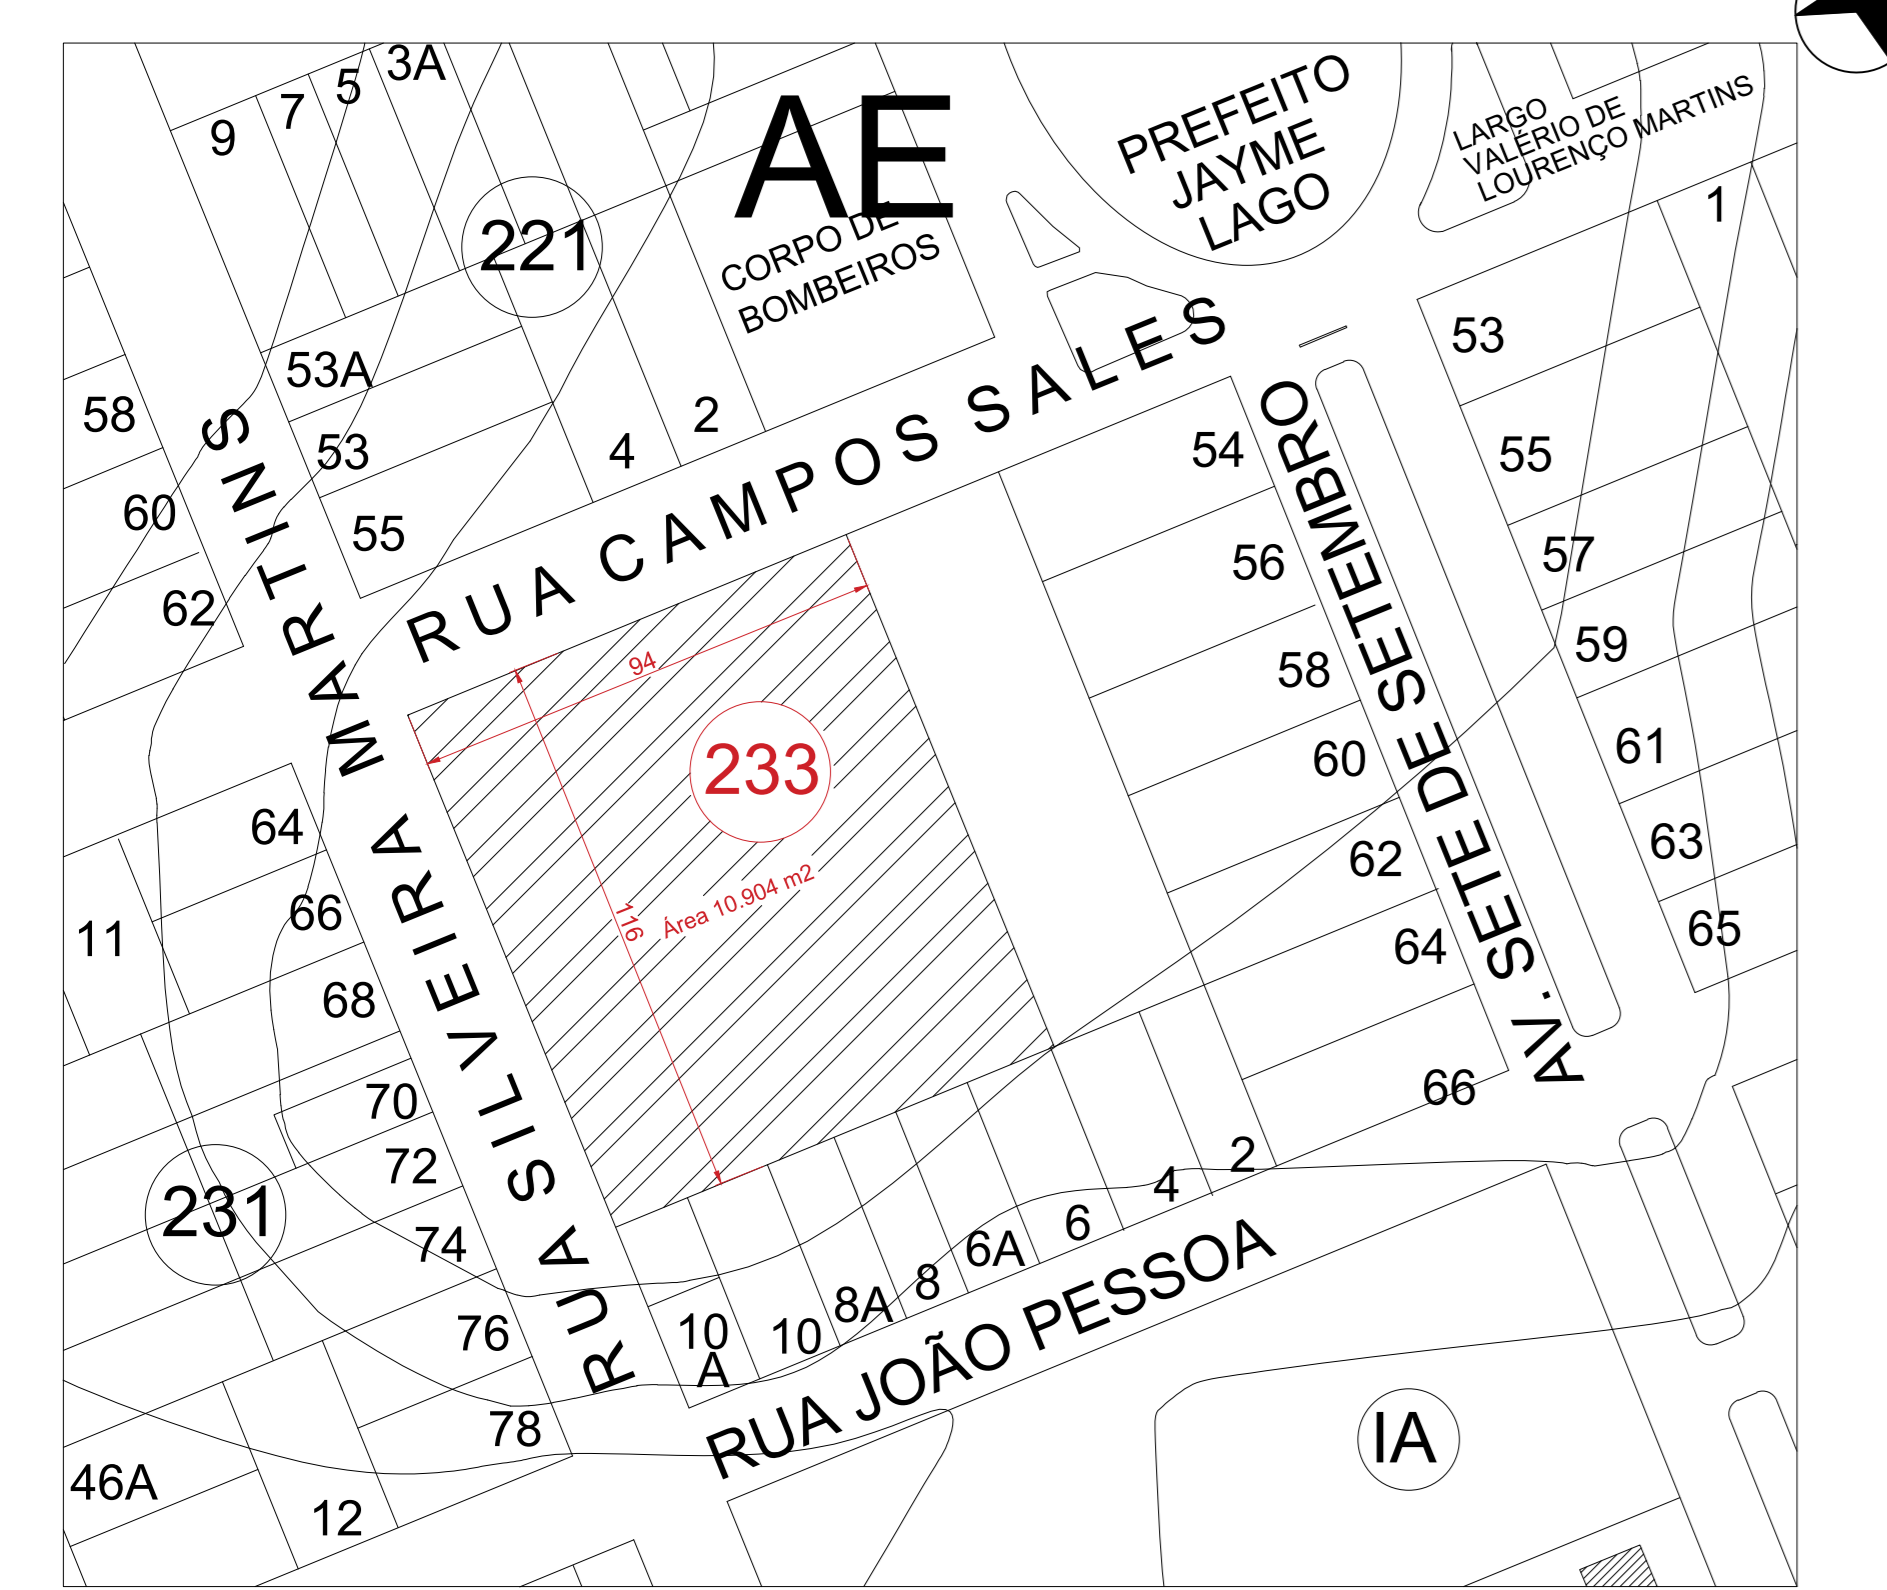 3A
5
7
9
AE
CORPO DE
BOMBEIROS
PREFEITO
JAYME
LAGO
LARGO
VALÉRIO DE
LOURENÇO MARTINS
1
221
53A
53
55
4
2
58
60
62
RUA CAMPOS SALES
53
55
57
59
61
63
65
54
56
58
60
62
64
66
AV. SETE DE SETEMBRO
RUA SILVEIRA MARTINS
94
233
116
Área 10.904 m2
64
66
68
11
70
72
74
76
78
231
46A
12
2
4
6
6A
8
8A
10
10
A
RUA JOÃO PESSOA
IA